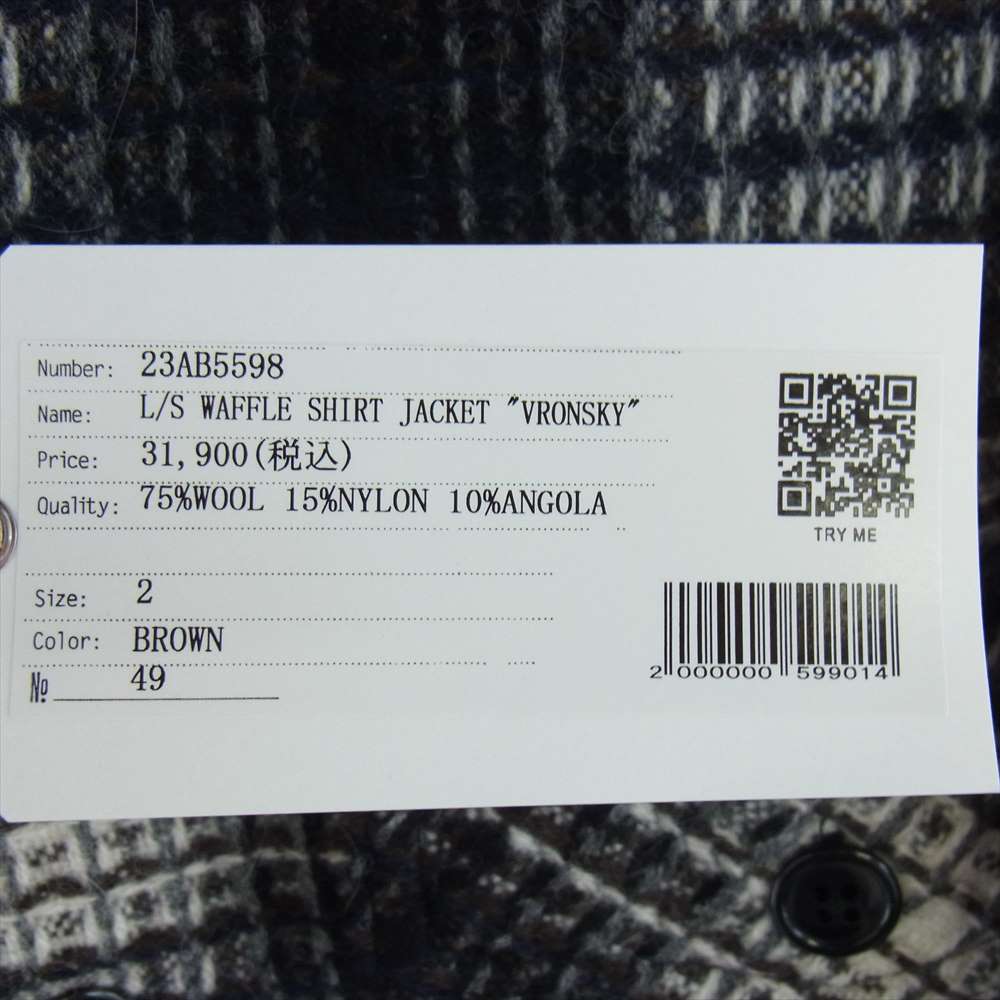 Number: 23AB5598
Name: L/S WAFFLE SHIRT JACKET "VRONSKY"
Price: 31,900(税込)
Quality: 75%WOOL 15%NYLON 10%ANGOLA
TRY ME
Size: 2
Color: BROWN
№ 49
2 000000 599014